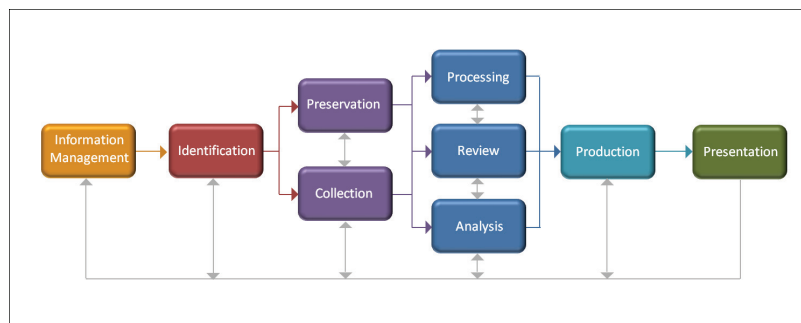 Information
Management
Identification
Preservation
Collection
Processing
Review
Analysis
Production
Presentation